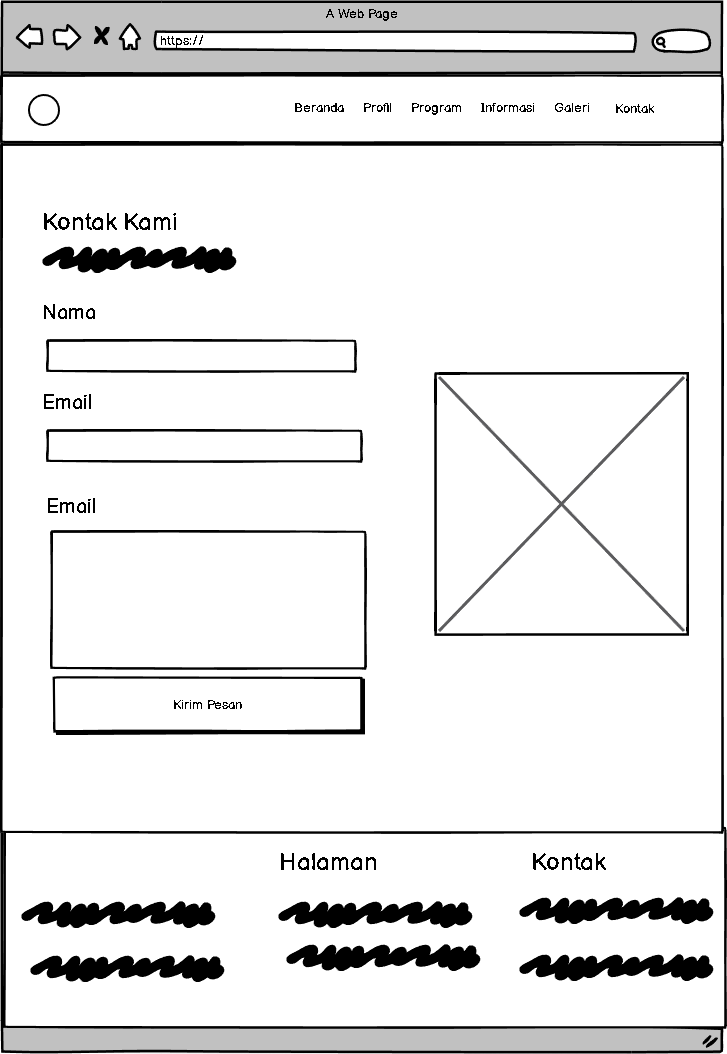 A Web Page
https://
Beranda Profil Program Informasi Galeri Kontak
Kontak Kami
Nama
Email
Email
Kirim Pesan
Halaman
Kontak